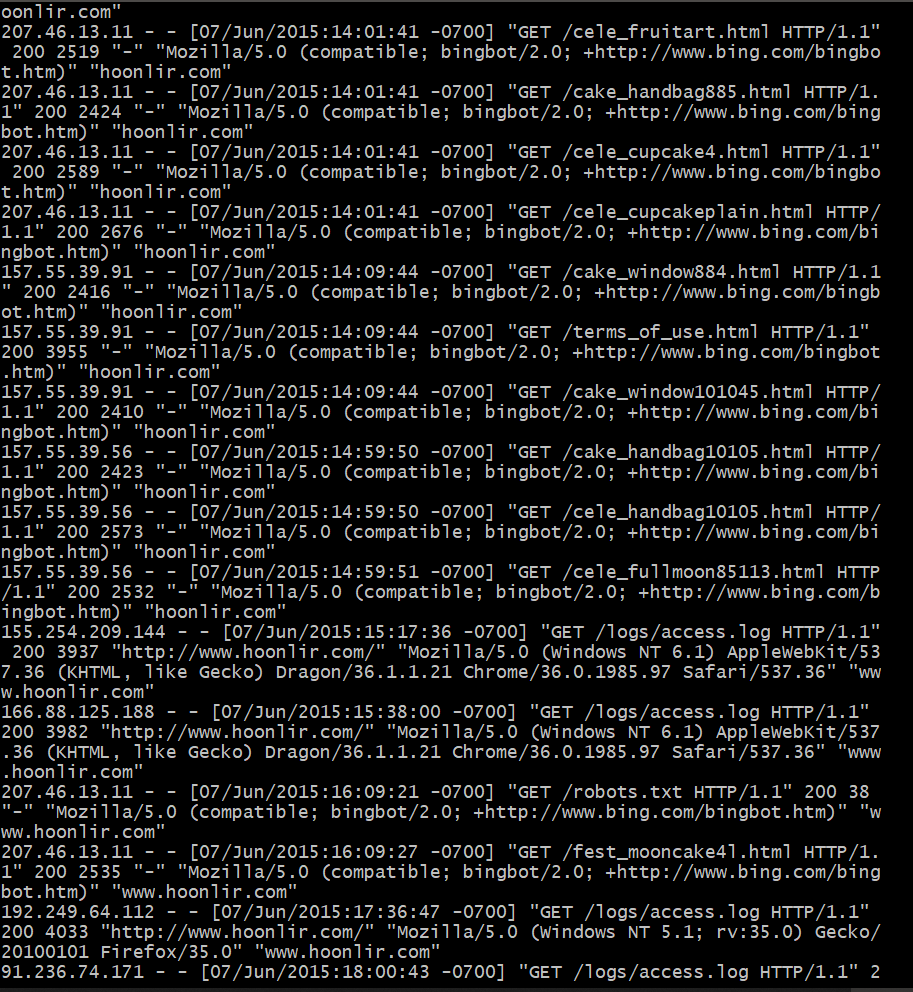 oonlir.com"
207.46.13.11 - - [07/Jun/2015:14:01:41 -0700] "GET /cele_fruitart.html HTTP/1.1"
 200 2519 "-" "Mozilla/5.0 (compatible; bingbot/2.0; +http://www.bing.com/bingbo
t.htm)" "hoonlir.com"
207.46.13.11 - - [07/Jun/2015:14:01:41 -0700] "GET /cake_handbag885.html HTTP/1.
1" 200 2424 "-" "Mozilla/5.0 (compatible; bingbot/2.0; +http://www.bing.com/bing
bot.htm)" "hoonlir.com"
207.46.13.11 - - [07/Jun/2015:14:01:41 -0700] "GET /cele_cupcake4.html HTTP/1.1"
 200 2589 "-" "Mozilla/5.0 (compatible; bingbot/2.0; +http://www.bing.com/bingbo
t.htm)" "hoonlir.com"
207.46.13.11 - - [07/Jun/2015:14:01:41 -0700] "GET /cele_cupcakeplain.html HTTP/
1.1" 200 2676 "-" "Mozilla/5.0 (compatible; bingbot/2.0; +http://www.bing.com/bi
ngbot.htm)" "hoonlir.com"
157.55.39.91 - - [07/Jun/2015:14:09:44 -0700] "GET /cake_window884.html HTTP/1.1
" 200 2416 "-" "Mozilla/5.0 (compatible; bingbot/2.0; +http://www.bing.com/bingb
ot.htm)" "hoonlir.com"
157.55.39.91 - - [07/Jun/2015:14:09:44 -0700] "GET /terms_of_use.html HTTP/1.1"
200 3955 "-" "Mozilla/5.0 (compatible; bingbot/2.0; +http://www.bing.com/bingbot
.htm)" "hoonlir.com"
157.55.39.91 - - [07/Jun/2015:14:09:44 -0700] "GET /cake_window101045.html HTTP/
1.1" 200 2410 "-" "Mozilla/5.0 (compatible; bingbot/2.0; +http://www.bing.com/bi
ngbot.htm)" "hoonlir.com"
157.55.39.56 - - [07/Jun/2015:14:59:50 -0700] "GET /cake_handbag10105.html HTTP/
1.1" 200 2423 "-" "Mozilla/5.0 (compatible; bingbot/2.0; +http://www.bing.com/bi
ngbot.htm)" "hoonlir.com"
157.55.39.56 - - [07/Jun/2015:14:59:50 -0700] "GET /cele_handbag10105.html HTTP/
1.1" 200 2573 "-" "Mozilla/5.0 (compatible; bingbot/2.0; +http://www.bing.com/bi
ngbot.htm)" "hoonlir.com"
157.55.39.56 - - [07/Jun/2015:14:59:51 -0700] "GET /cele_fullmoon85113.html HTTP
/1.1" 200 2532 "-" "Mozilla/5.0 (compatible; bingbot/2.0; +http://www.bing.com/b
ingbot.htm)" "hoonlir.com"
155.254.209.144 - - [07/Jun/2015:15:17:36 -0700] "GET /logs/access.log HTTP/1.1"
 200 3937 "http://www.hoonlir.com/" "Mozilla/5.0 (Windows NT 6.1) AppleWebKit/53
7.36 (KHTML, like Gecko) Dragon/36.1.1.21 Chrome/36.0.1985.97 Safari/537.36" "ww
w.hoonlir.com"
166.88.125.188 - - [07/Jun/2015:15:38:00 -0700] "GET /logs/access.log HTTP/1.1"
200 3982 "http://www.hoonlir.com/" "Mozilla/5.0 (Windows NT 6.1) AppleWebKit/537
.36 (KHTML, like Gecko) Dragon/36.1.1.21 Chrome/36.0.1985.97 Safari/537.36" "www
.hoonlir.com"
207.46.13.11 - - [07/Jun/2015:16:09:21 -0700] "GET /robots.txt HTTP/1.1" 200 38
"-" "Mozilla/5.0 (compatible; bingbot/2.0; +http://www.bing.com/bingbot.htm)" "w
ww.hoonlir.com"
207.46.13.11 - - [07/Jun/2015:16:09:27 -0700] "GET /fest_mooncake4l.html HTTP/1.
1" 200 2535 "-" "Mozilla/5.0 (compatible; bingbot/2.0; +http://www.bing.com/bing
bot.htm)" "www.hoonlir.com"
192.249.64.112 - - [07/Jun/2015:17:36:47 -0700] "GET /logs/access.log HTTP/1.1"
200 4033 "http://www.hoonlir.com/" "Mozilla/5.0 (Windows NT 5.1; rv:35.0) Gecko/
20100101 Firefox/35.0" "www.hoonlir.com"
91.236.74.171 - - [07/Jun/2015:18:00:43 -0700] "GET /logs/access.log HTTP/1.1" 2